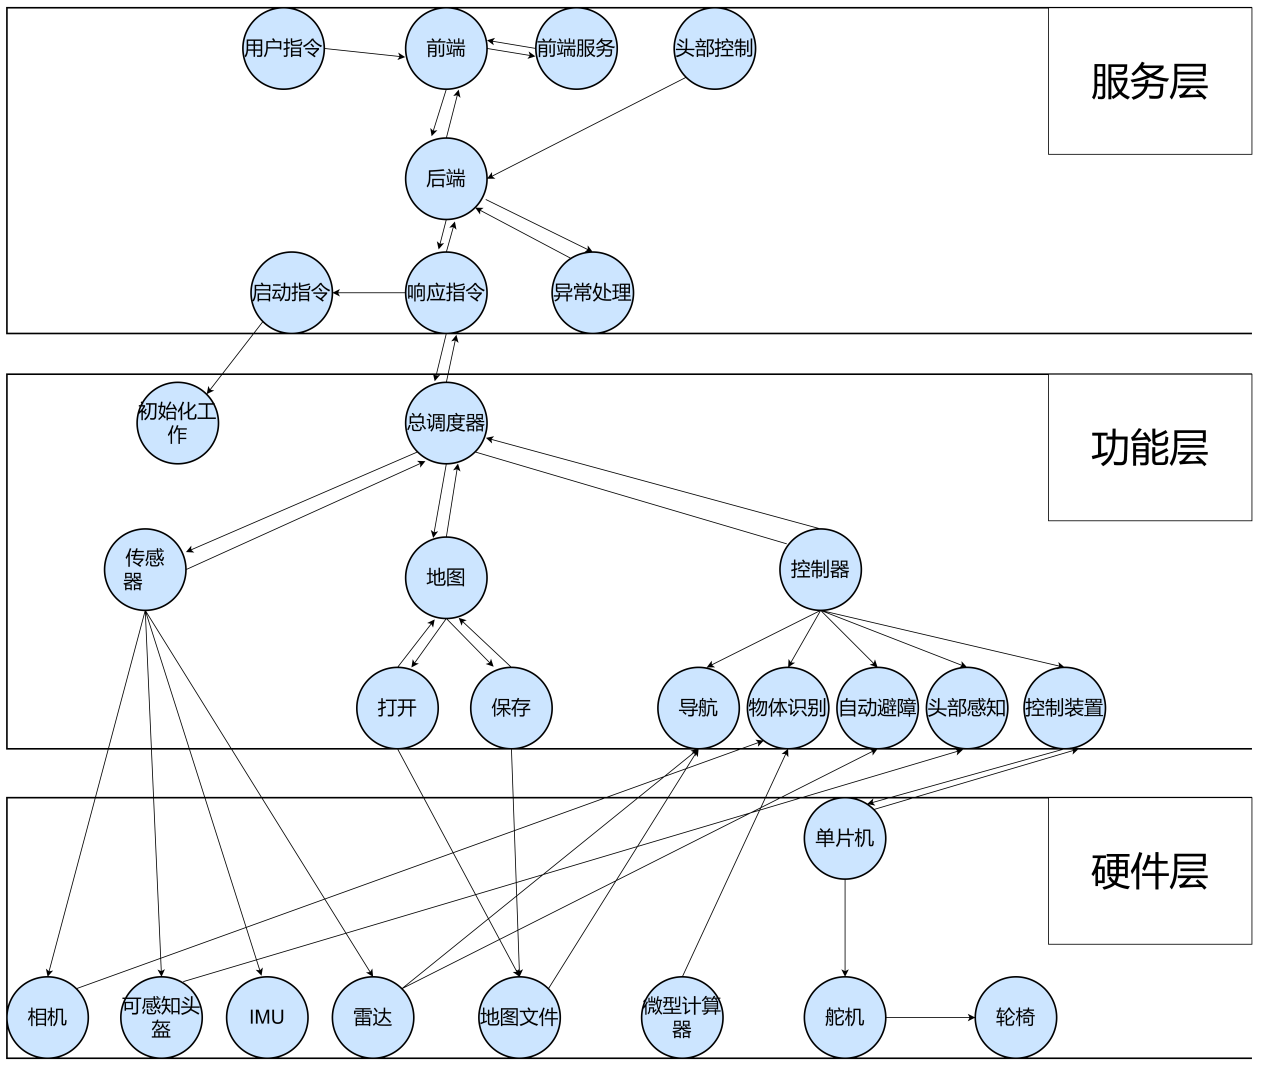 用户指令
前端
前端服务
头部控制
服务层
后端
启动指令
响应指令
异常处理
初始化工
作
总调度器
功能层
传感
器
地图
控制器
打开
保存
导航
物体识别
自动避障
头部感知
控制装置
单片机
硬件层
相机
可感知头
盔
IMU
雷达
地图文件
微型计算
器
舵机
轮椅